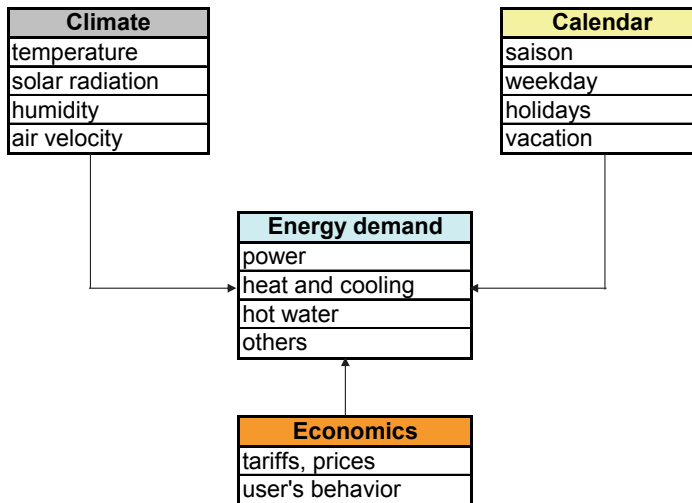 Climate
temperature
solar radiation
humidity
air velocity
Calendar
saison
weekday
holidays
vacation
Energy demand
power
heat and cooling
hot water
others
Economics
tariffs, prices
user's behavior